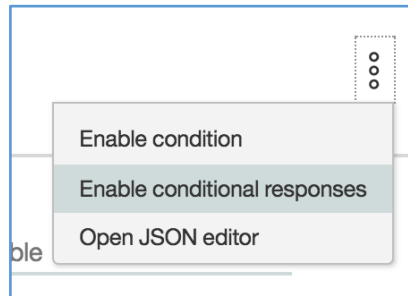 Enable condition
Enable conditional responses
Open JSON editor
ble